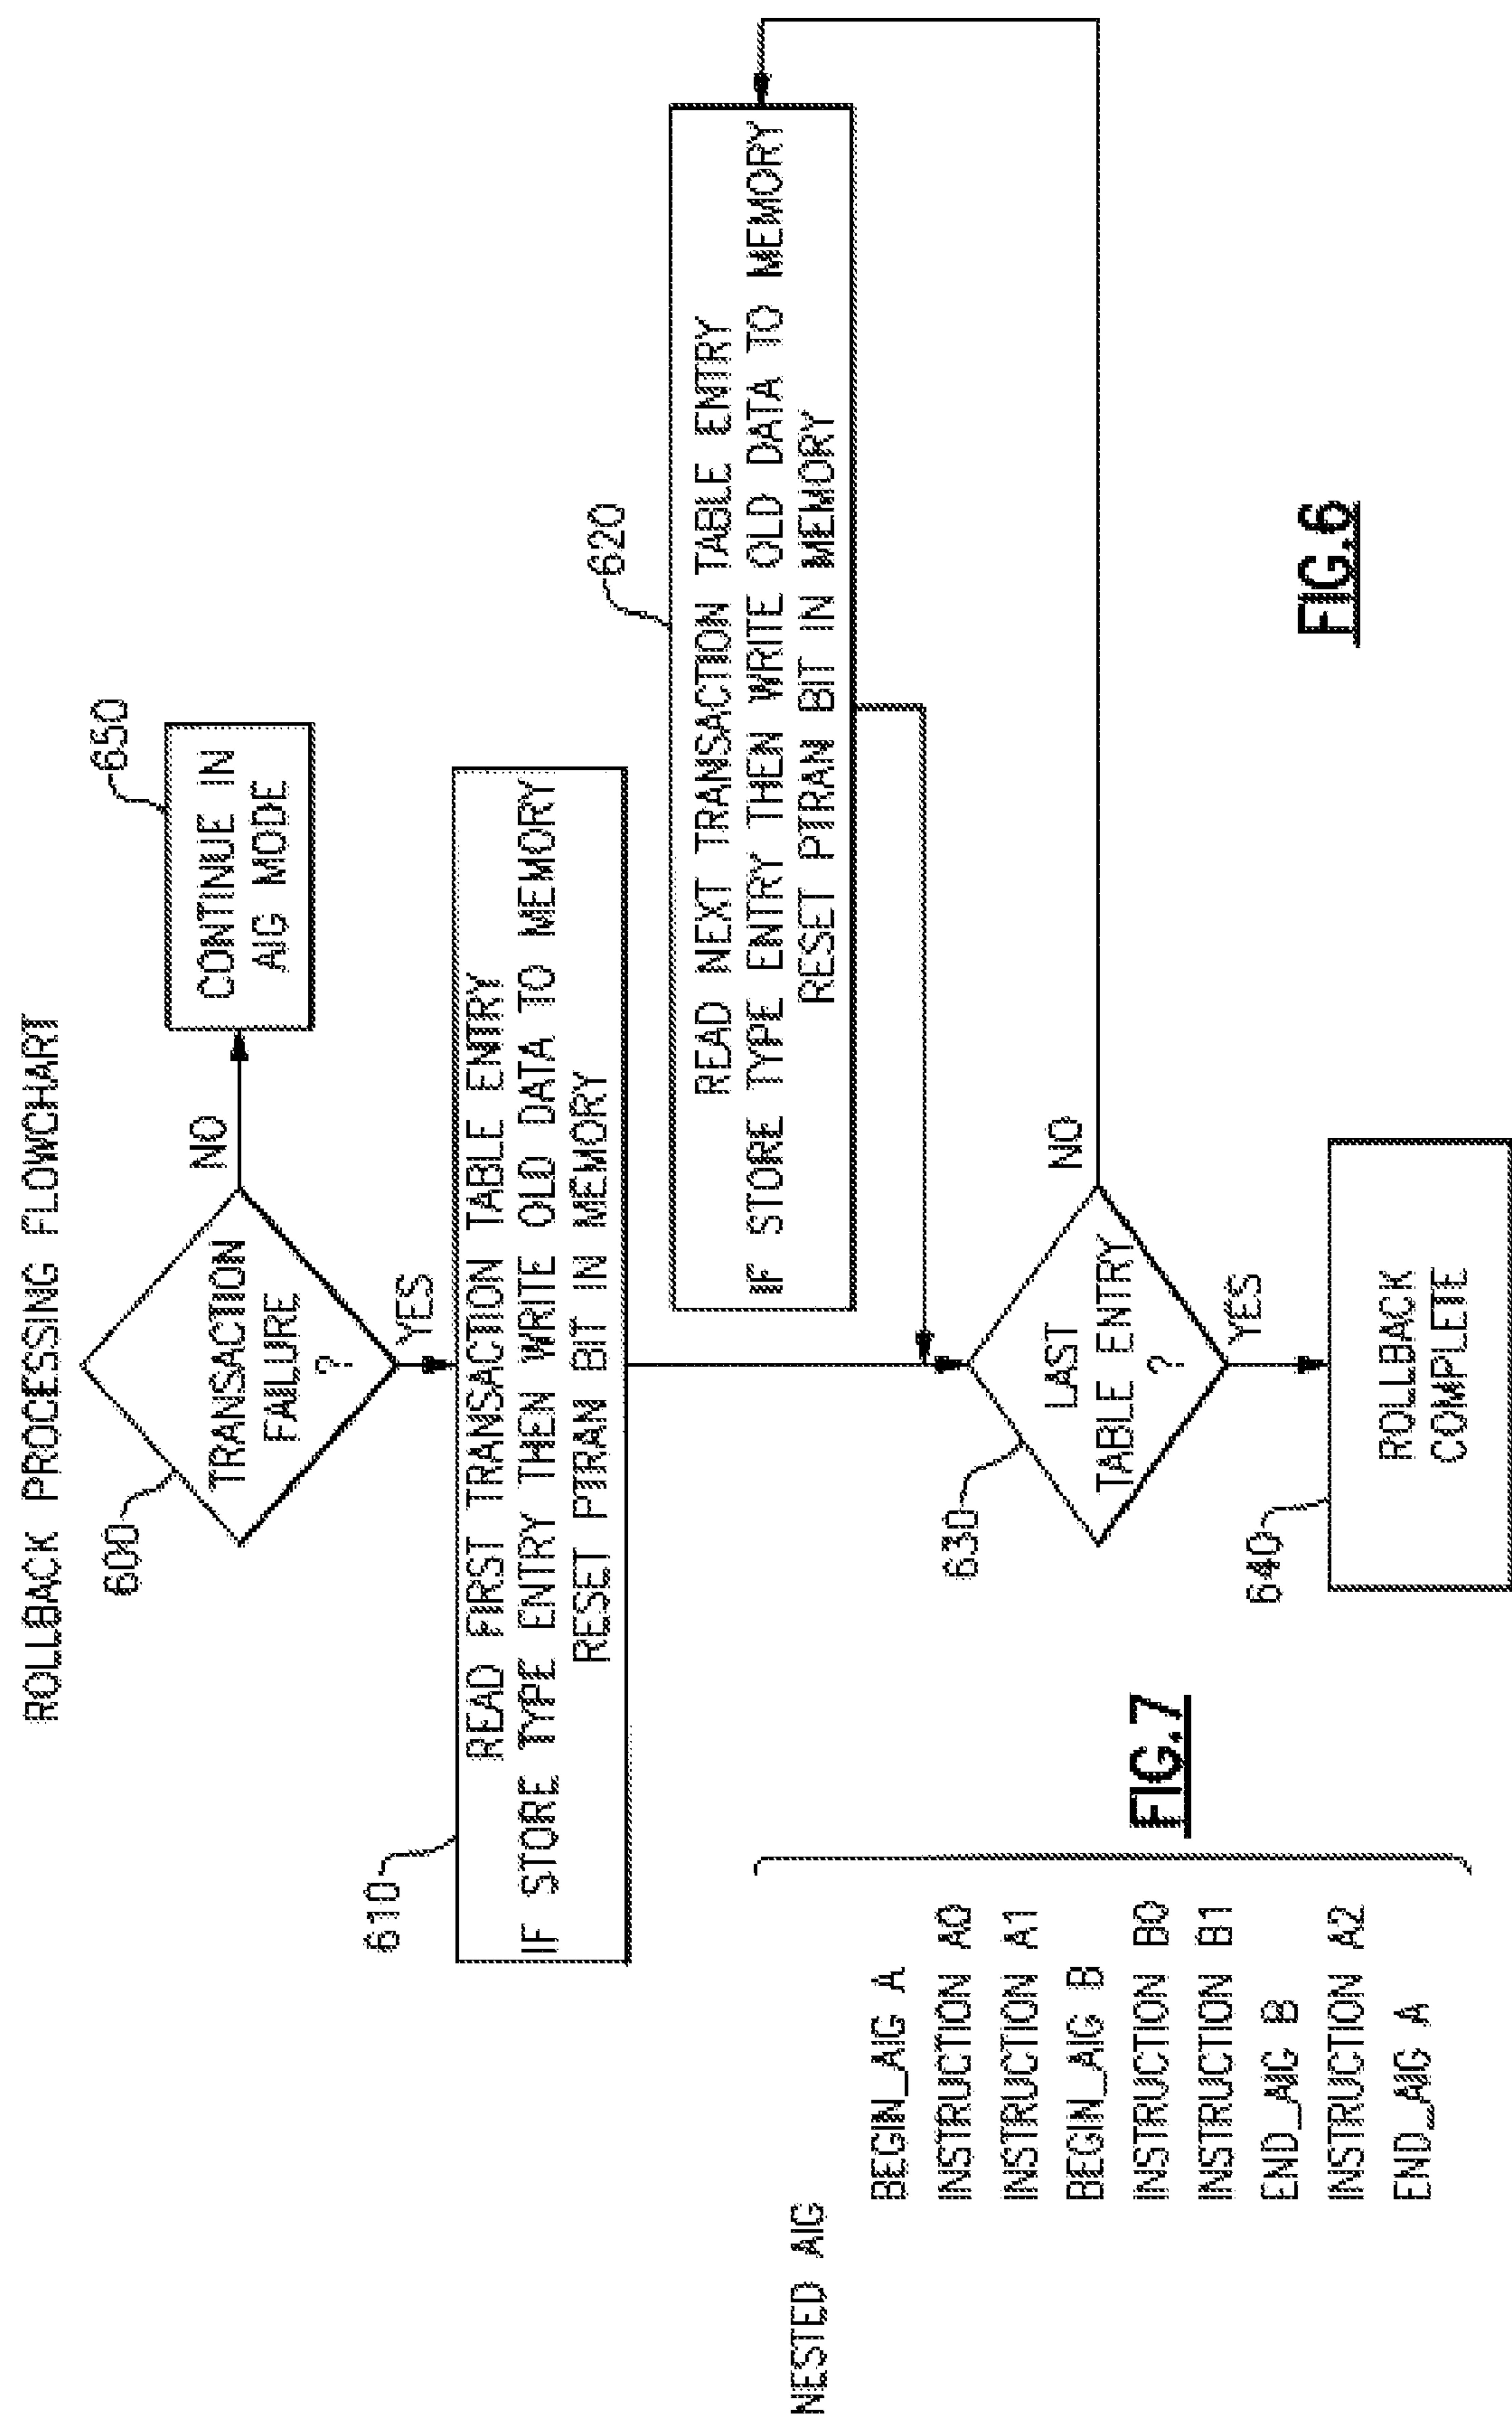 ROLLBACK PROCESSING FLOWCHART
600
TRANSACTION
FAILURE
?
NO
650
CONTINUE IN
AIG MODE
YES
610
READ FIRST TRANSACTION TABLE ENTRY
IF STORE TYPE ENTRY THEN WRITE OLD DATA TO MEMORY
RESET PTRAN BIT IN MEMORY
620
READ NEXT TRANSACTION TABLE ENTRY
IF STORE TYPE ENTRY THEN WRITE OLD DATA TO MEMORY
RESET PTRAN BIT IN MEMORY
630
LAST
TABLE ENTRY
?
NO
YES
640
ROLLBACK
COMPLETE
FIG.6
NESTED AIG
BEGIN_AIG A
INSTRUCTION A0
INSTRUCTION A1
BEGIN_AIG B
INSTRUCTION B0
INSTRUCTION B1
END_AIG B
INSTRUCTION A2
END_AIG A
FIG.7